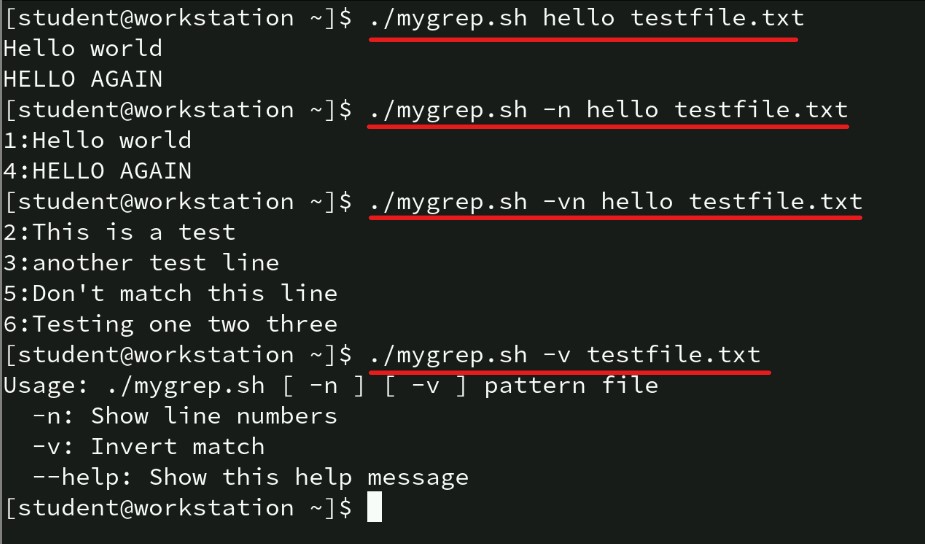 [student@workstation ~]$ ./mygrep.sh hello testfile.txt
Hello world
HELLO AGAIN
[student@workstation ~]$ ./mygrep.sh -n hello testfile.txt
1:Hello world
4:HELLO AGAIN
[student@workstation ~]$ ./mygrep.sh -vn hello testfile.txt
2:This is a test
3:another test line
5:Don't match this line
6:Testing one two three
[student@workstation ~]$ ./mygrep.sh -v testfile.txt
Usage: ./mygrep.sh [ -n ] [ -v ] pattern file
  -n: Show line numbers
  -v: Invert match
  --help: Show this help message
[student@workstation ~]$